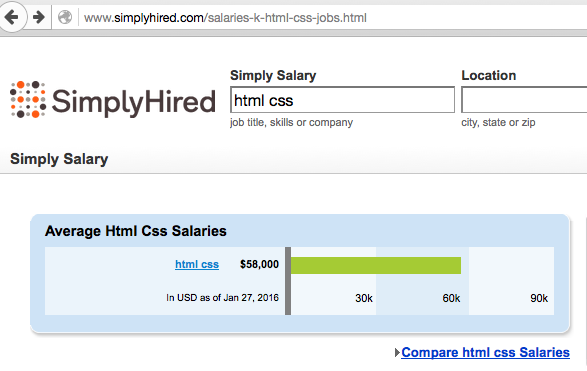 www.simplyhired.com/salaries-k-html-css-jobs.html
SimplyHired
Simply Salary Location
html css
job title, skills or company city, state or zip
Simply Salary
Average Html Css Salaries
html css $58,000
In USD as of Jan 27, 2016 30k 60k 90k
Compare html css Salaries